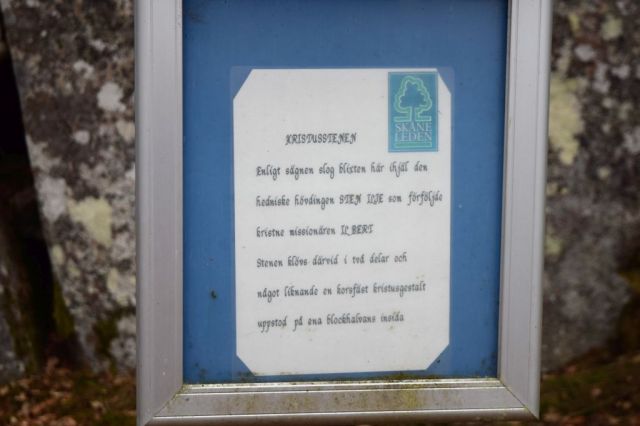 SKÅNE
LEDEN
KRISTUSSTENEN
Enligt sägnen slog blixten här ihjäl den
hedniske hövdingen STEN ILJE som förföljde
kristne missionären ILBERT
Stenen klövs därvid i två delar och
något liknande en korsfäst kristusgestalt
uppstod på ena blockhalvans insida